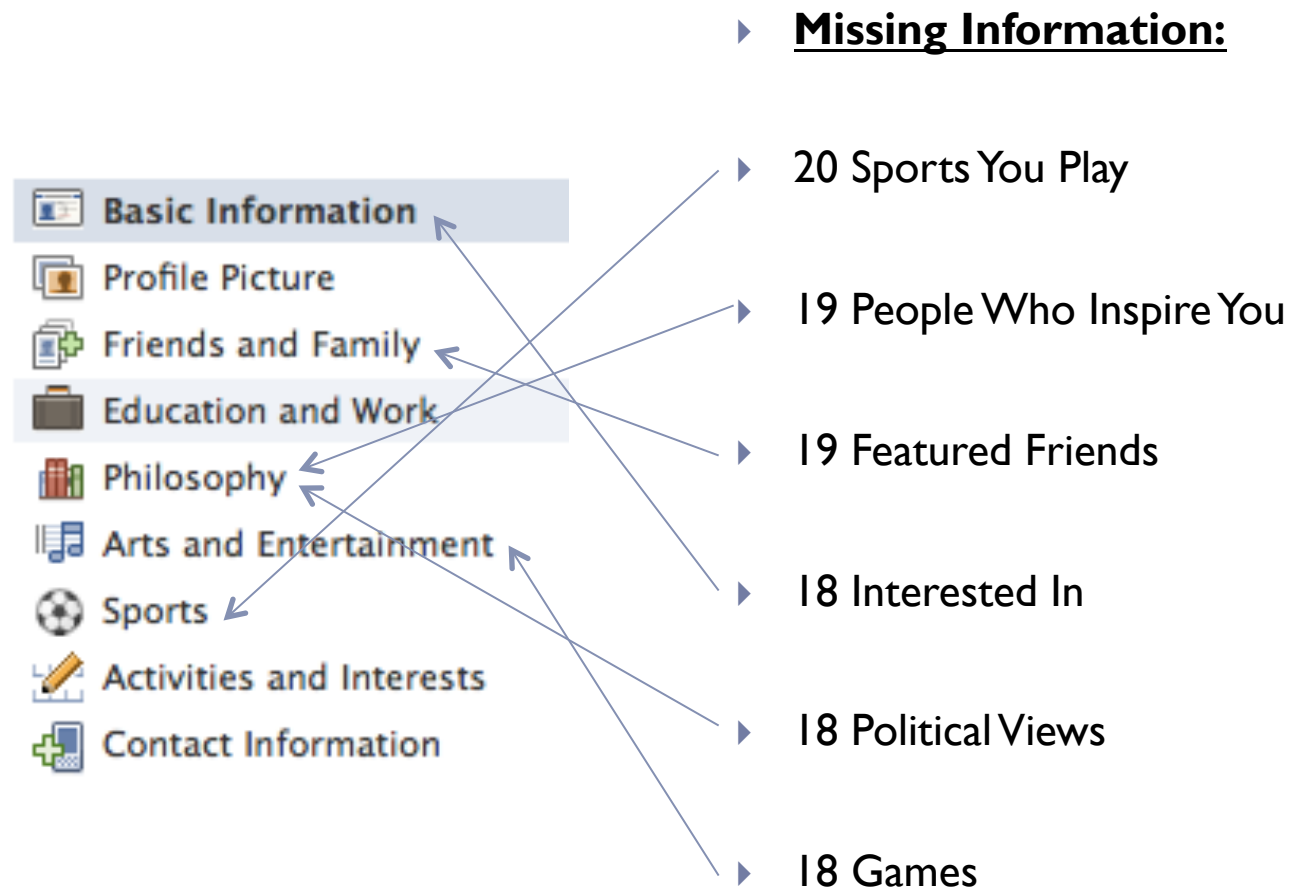 Missing Information:
20 Sports You Play
19 People Who Inspire You
19 Featured Friends
18 Interested In
18 Political Views
18 Games
Basic Information
Profile Picture
Friends and Family
Education and Work
Philosophy
Arts and Entertainment
Sports
Activities and Interests
Contact Information